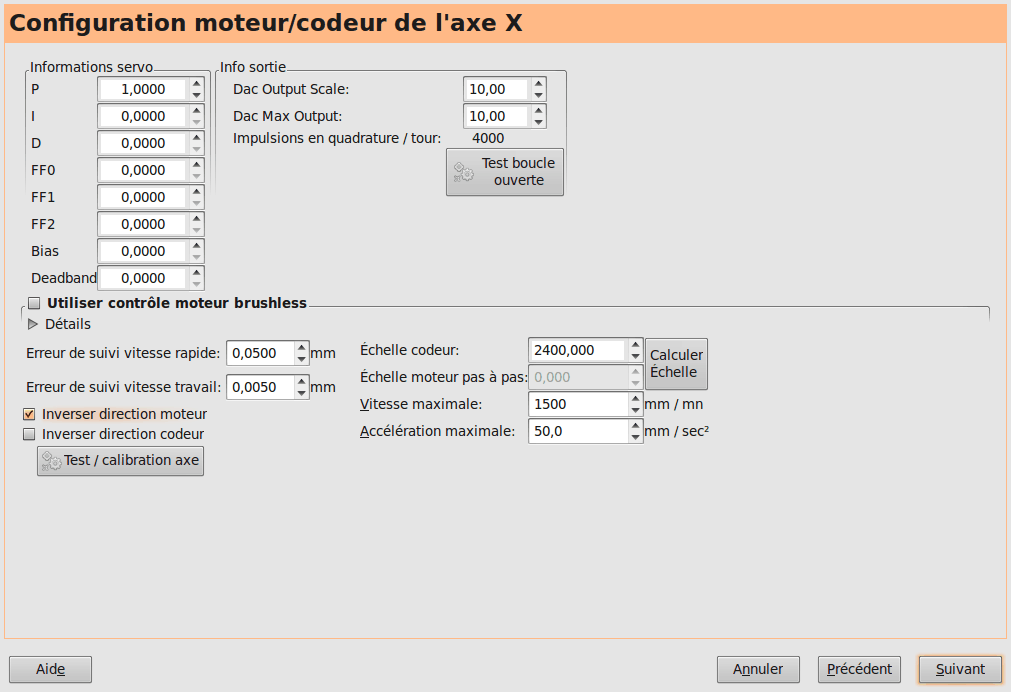 Configuration moteur/codeur de l'axe X
Informations servo
P 1,0000
I 0,0000
D 0,0000
FF0 0,0000
FF1 0,0000
FF2 0,0000
Bias 0,0000
Deadband 0,0000
Info sortie
Dac Output Scale: 10,00
Dac Max Output: 10,00
Impulsions en quadrature / tour: 4000
Test boucle
ouverte
Utiliser contrôle moteur brushless
Détails
Erreur de suivi vitesse rapide: 0,0500 mm
Erreur de suivi vitesse travail: 0,0050 mm
Inverser direction moteur
Inverser direction codeur
Test / calibration axe
Échelle codeur: 2400,000
Calculer
Échelle
Échelle moteur pas à pas: 0,000
Vitesse maximale: 1500 mm / mn
Accélération maximale: 50,0 mm / sec²
Aide
Annuler
Précédent
Suivant